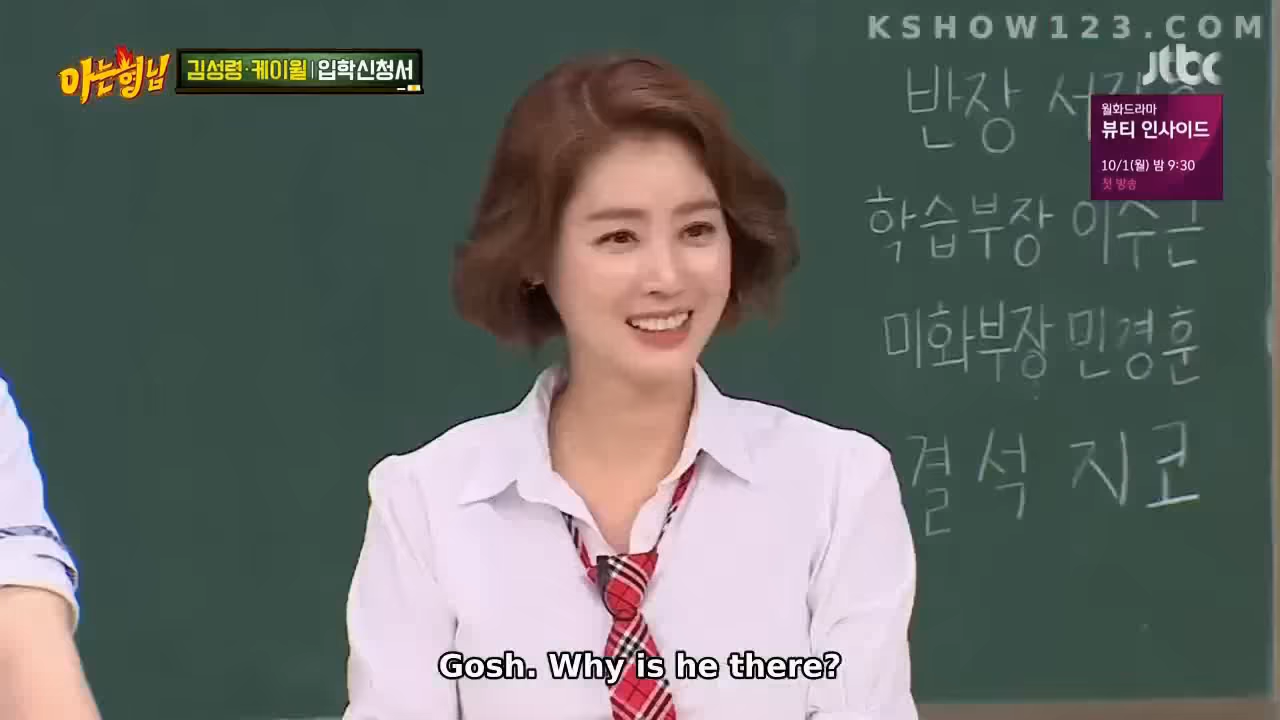 KSHOW123.COM
아는형님
김성령·케이윌 | 입학신청서
jtbc
월화드라마
뷰티 인사이드
10/1(월) 밤 9:30
첫 방송
반장 서
학습부장 이수근
미화부장 민경훈
결석 지코
Gosh. Why is he there?